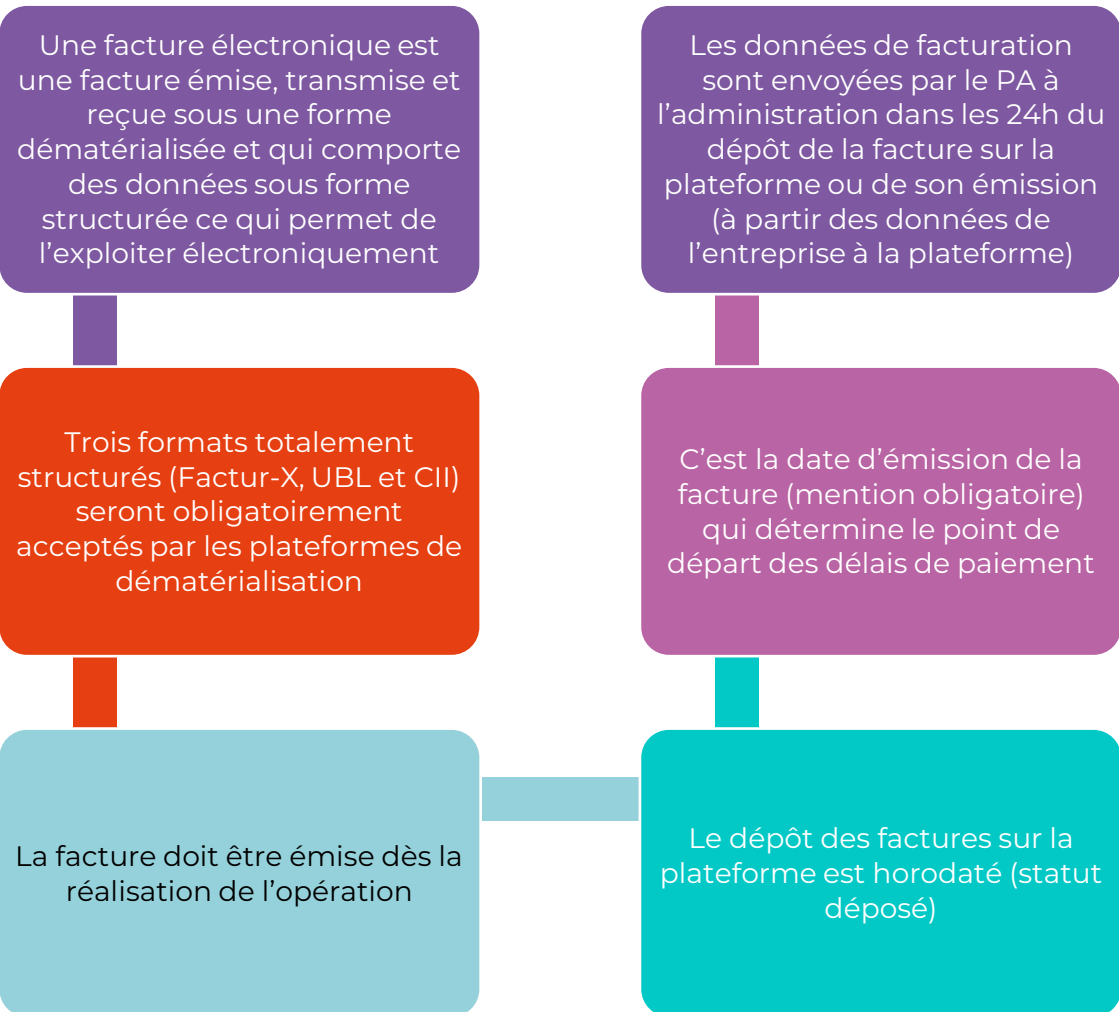 Une facture électronique est
une facture émise, transmise et
reçue sous une forme
dématérialisée et qui comporte
des données sous forme
structurée ce qui permet de
l’exploiter électroniquement
Trois formats totalement
structurés (Factur-X, UBL et CII)
seront obligatoirement
acceptés par les plateformes de
dématérialisation
La facture doit être émise dès la
réalisation de l’opération
Le dépôt des factures sur la
plateforme est horodaté (statut
déposé)
C’est la date d’émission de la
facture (mention obligatoire)
qui détermine le point de
départ des délais de paiement
Les données de facturation
sont envoyées par le PA à
l’administration dans les 24h du
dépôt de la facture sur la
plateforme ou de son émission
(à partir des données de
l’entreprise à la plateforme)